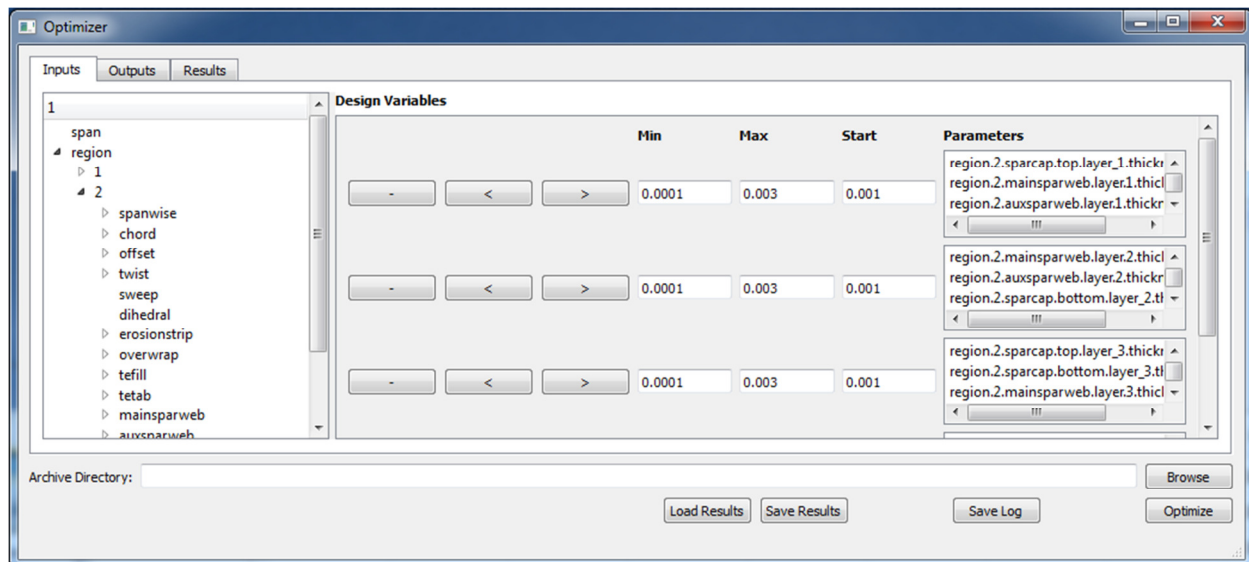 Optimizer
Inputs Outputs Results
1
span
region
1
2
spanwise
chord
offset
twist
sweep
dihedral
erosionstrip
overwrap
tefill
tetab
mainsparweb
auxsparweb
Design Variables
Min Max Start Parameters
- < > 0.0001 0.003 0.001
region.2.sparcap.top.layer_1.thickr
region.2.mainsparweb.layer.1.thicl
region.2.auxsparweb.layer.1.thickr
- < > 0.0001 0.003 0.001
region.2.mainsparweb.layer.2.thicl
region.2.auxsparweb.layer.2.thickr
region.2.sparcap.bottom.layer_2.tl
- < > 0.0001 0.003 0.001
region.2.sparcap.top.layer_3.thickr
region.2.sparcap.bottom.layer_3.tl
region.2.mainsparweb.layer.3.thicl
Archive Directory: Browse
Load Results Save Results Save Log Optimize